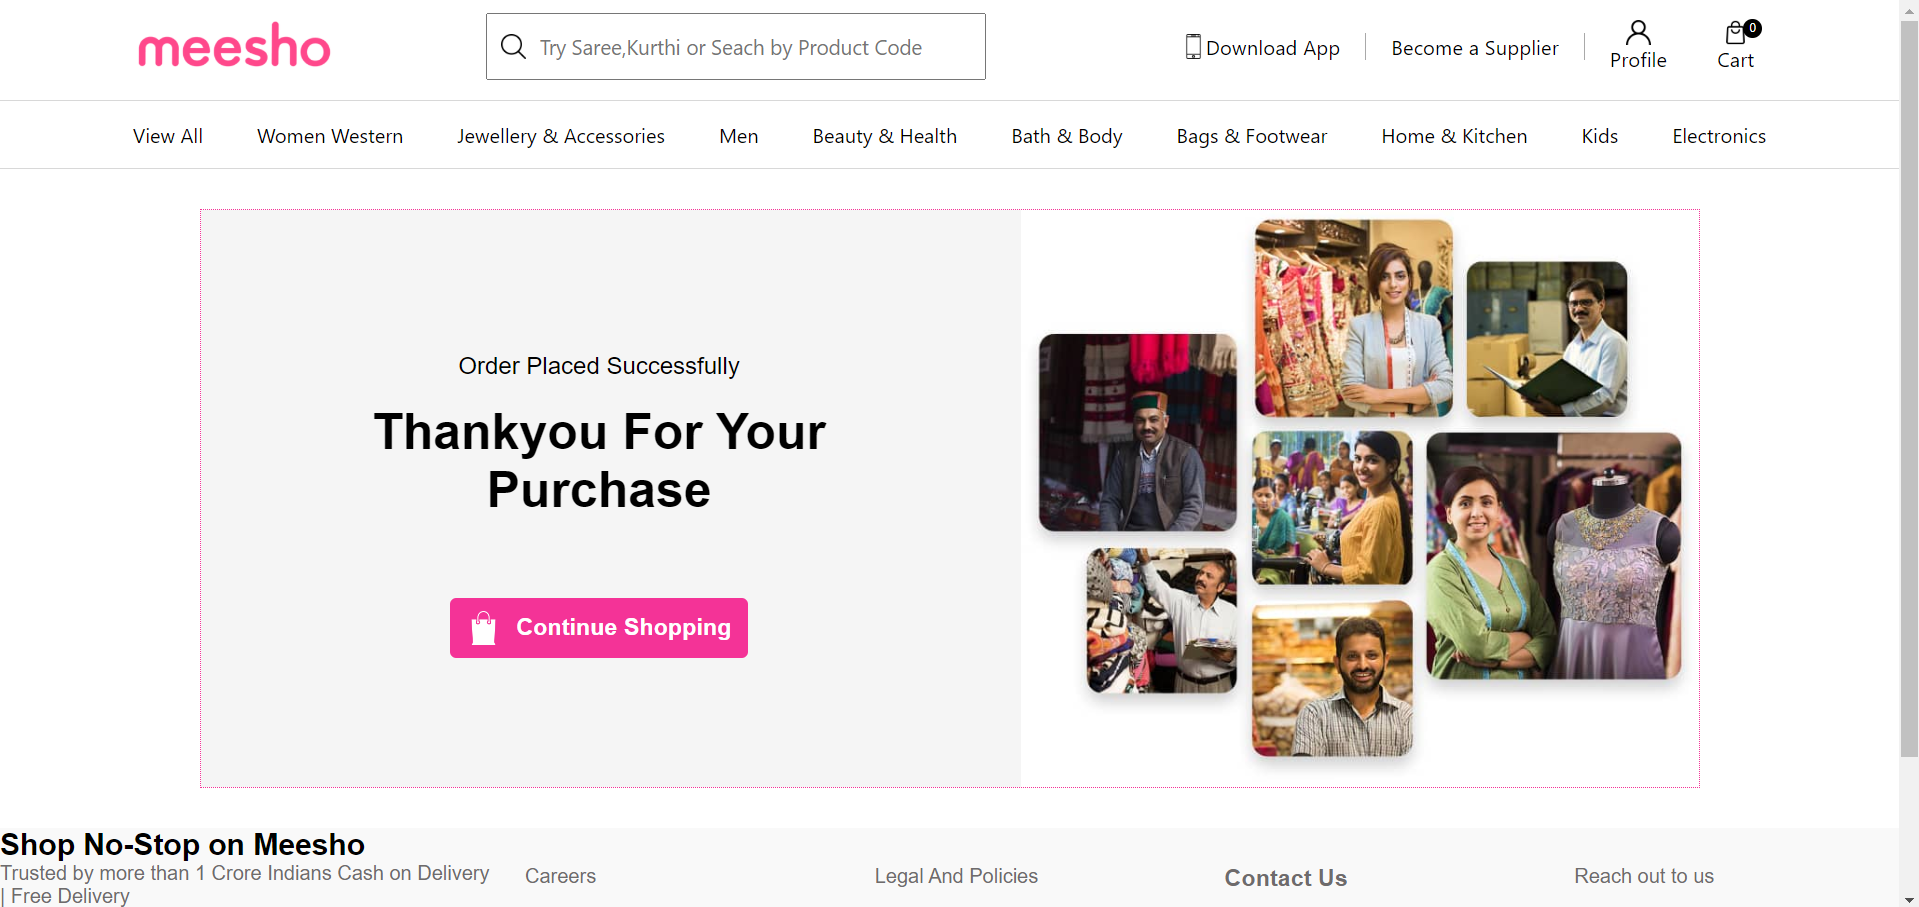 meesho
Try Saree,Kurthi or Seach by Product Code
Download App
Become a Supplier
Profile
0
Cart
View All
Women Western
Jewellery & Accessories
Men
Beauty & Health
Bath & Body
Bags & Footwear
Home & Kitchen
Kids
Electronics
Order Placed Successfully
Thankyou For Your
Purchase
Continue Shopping
Shop No-Stop on Meesho
Trusted by more than 1 Crore Indians Cash on Delivery
| Free Delivery
Careers
Legal And Policies
Contact Us
Reach out to us